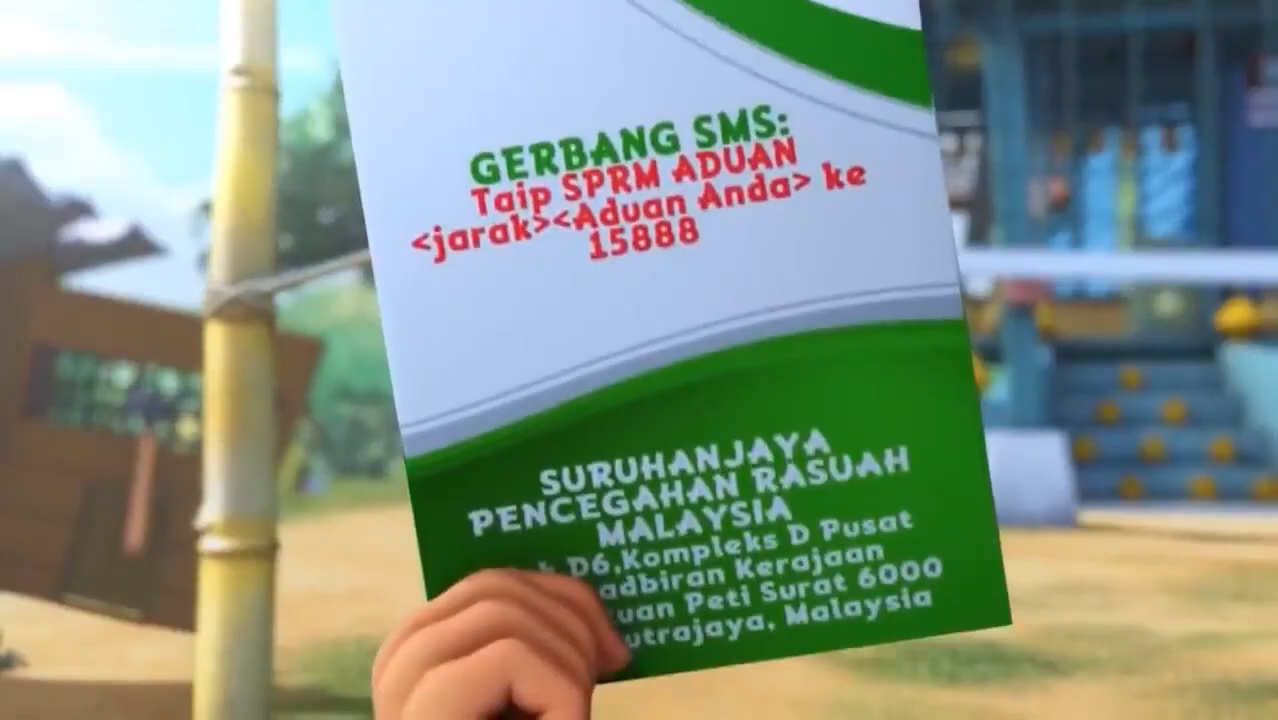 GERBANG SMS:
Taip SPRM ADUAN
<jarak><Aduan Anda> ke
15888
SURUHANJAYA
PENCEGAHAN RASUAH
MALAYSIA
D6,Kompleks D Pusat
Kerajaan
Peti Surat 6000
Malaysia